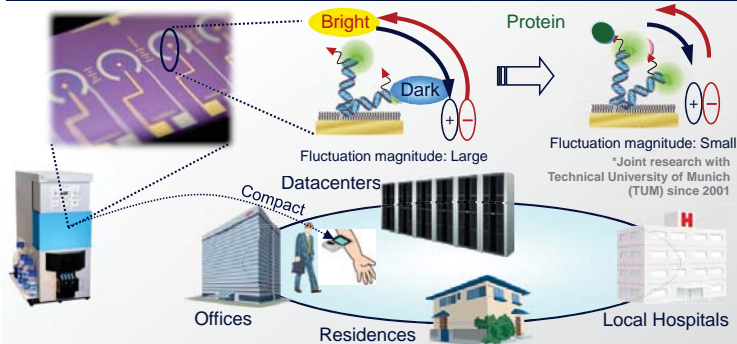 Bright
Dark
+
−
Fluctuation magnitude: Large
Protein
+
−
Fluctuation magnitude: Small
*Joint research with
Technical University of Munich
(TUM) since 2001
Datacenters
Compact
Offices
Residences
H
Local Hospitals